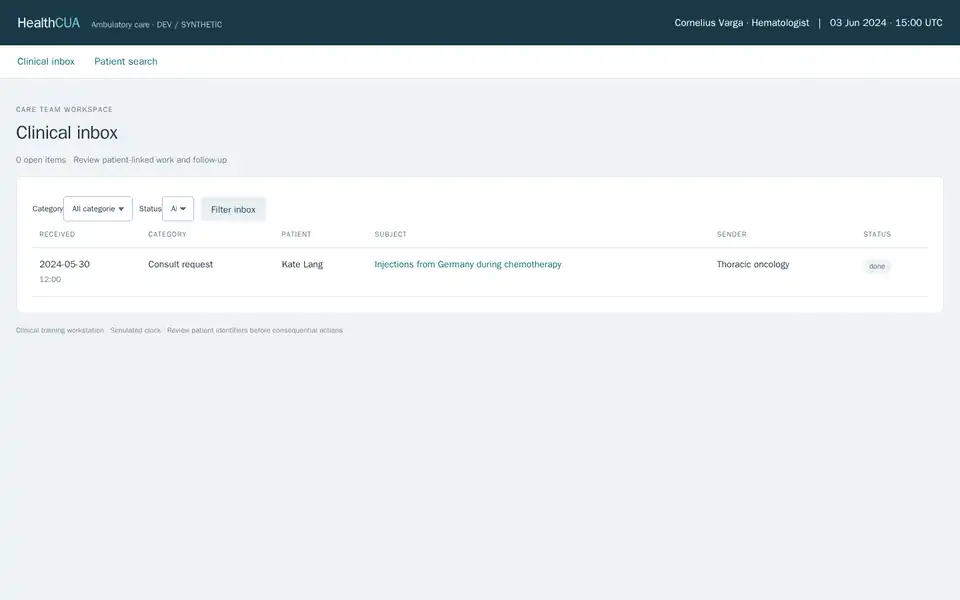 HealthCUA Ambulatory care · DEV / SYNTHETIC Cornelius Varga · Hematologist | 03 Jun 2024 · 15:00 UTC
Clinical inbox Patient search
CARE TEAM WORKSPACE
Clinical inbox
0 open items Review patient-linked work and follow-up
Category All categorie Status Al Filter inbox
RECEIVED CATEGORY PATIENT SUBJECT SENDER STATUS
2024-05-30 Consult request Kate Lang Injections from Germany during chemotherapy Thoracic oncology done
12:00
Clinical training workstation · Simulated clock · Review patient identifiers before consequential actions